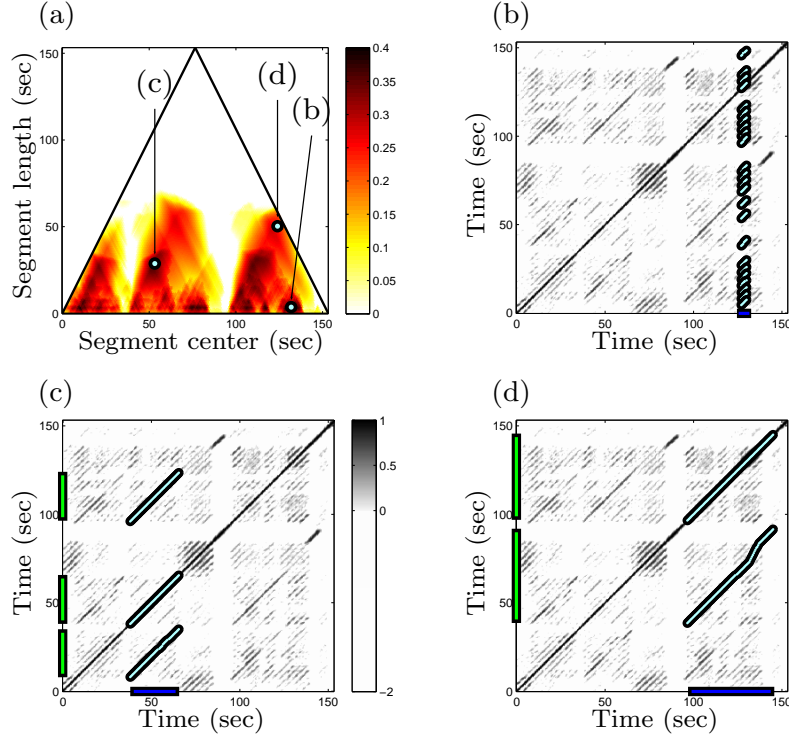 (a)
150
100
50
0
Segment length (sec)
0 50 100 150
Segment center (sec)
(c)
(d)
(b)
0.4
0.35
0.3
0.25
0.2
0.15
0.1
0.05
0
(b)
150
100
50
0
Time (sec)
0 50 100 150
Time (sec)
(c)
150
100
50
0
Time (sec)
0 50 100 150
Time (sec)
1
0.5
0
−2
(d)
150
100
50
0
Time (sec)
0 50 100 150
Time (sec)